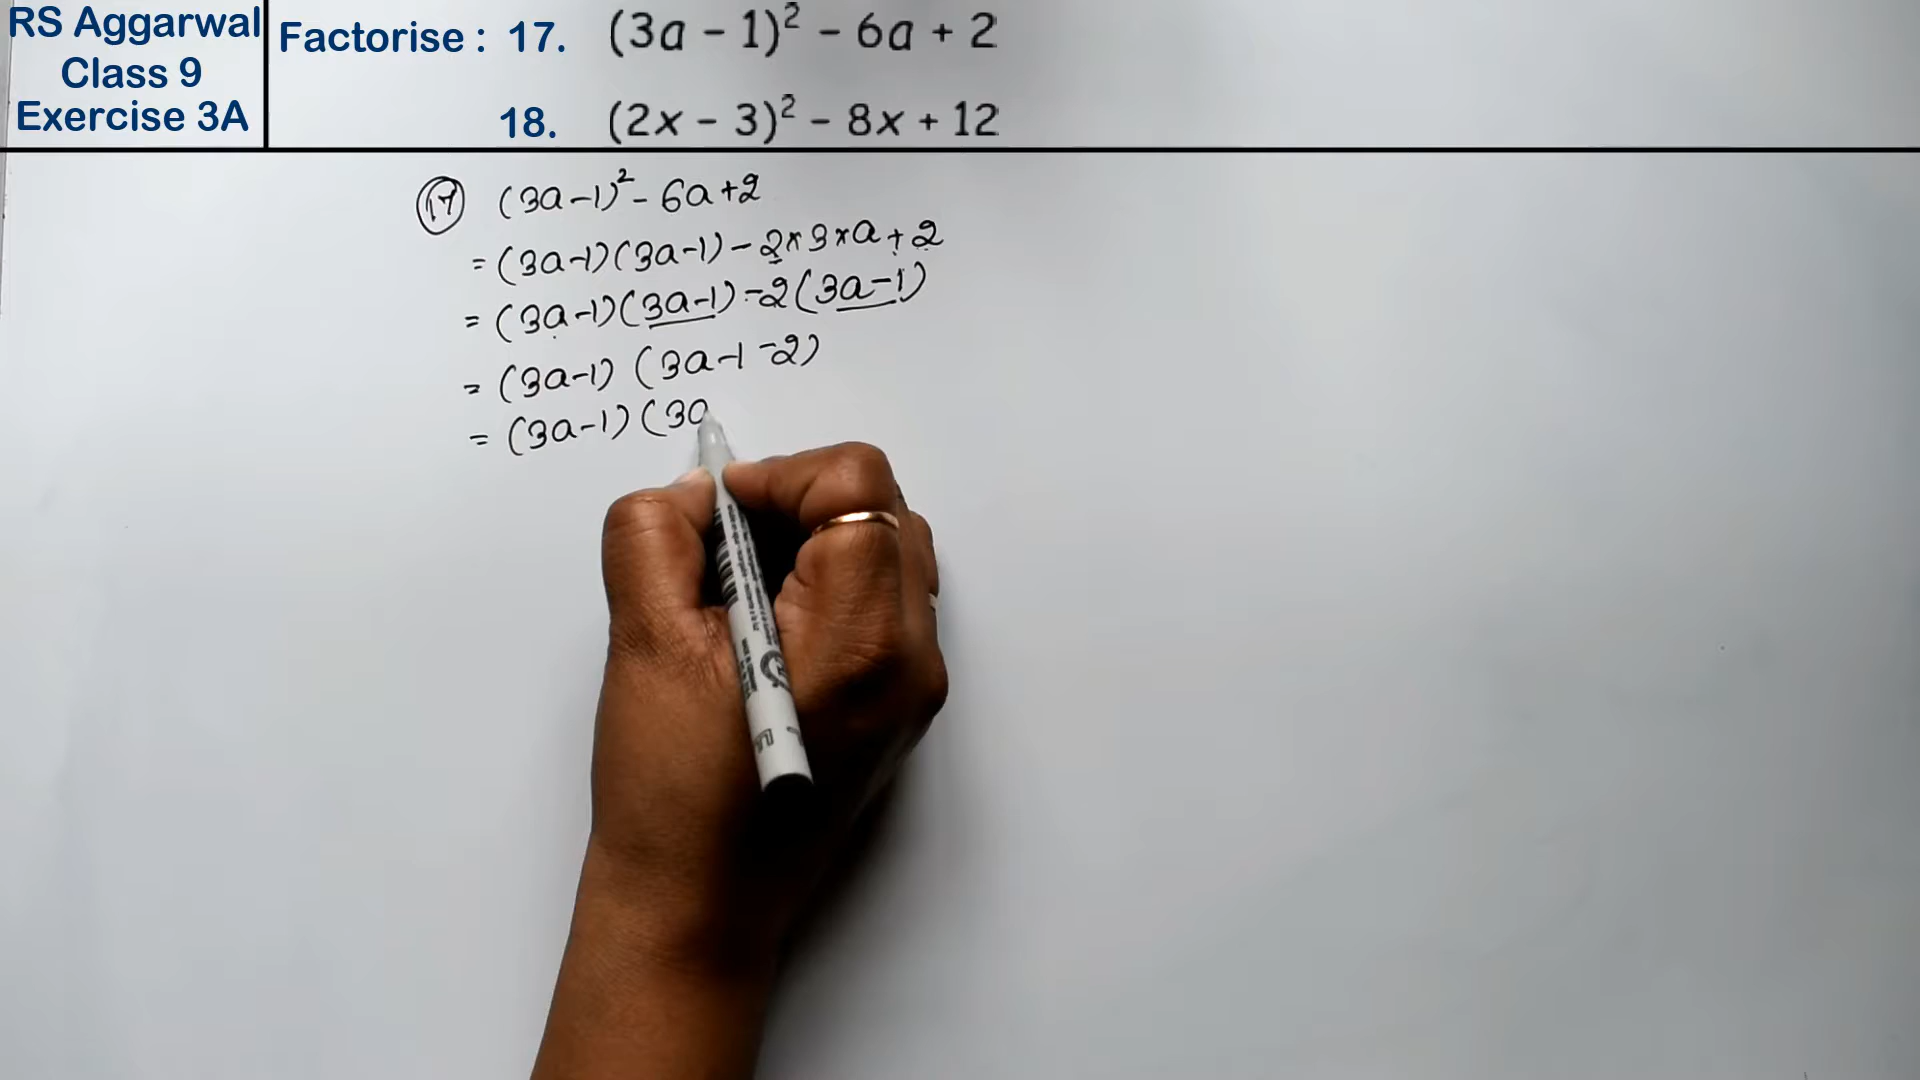 RS Aggarwal
Class 9
Exercise 3A
Factorise : 17. (3a - 1)² - 6a + 2
18. (2x - 3)² - 8x + 12
17 (3a-1)² - 6a+2
= (3a-1)(3a-1) - 2×3×a + 2
= (3a-1)(3a-1) -2(3a-1)
= (3a-1) (3a-1-2)
= (3a-1) (3a